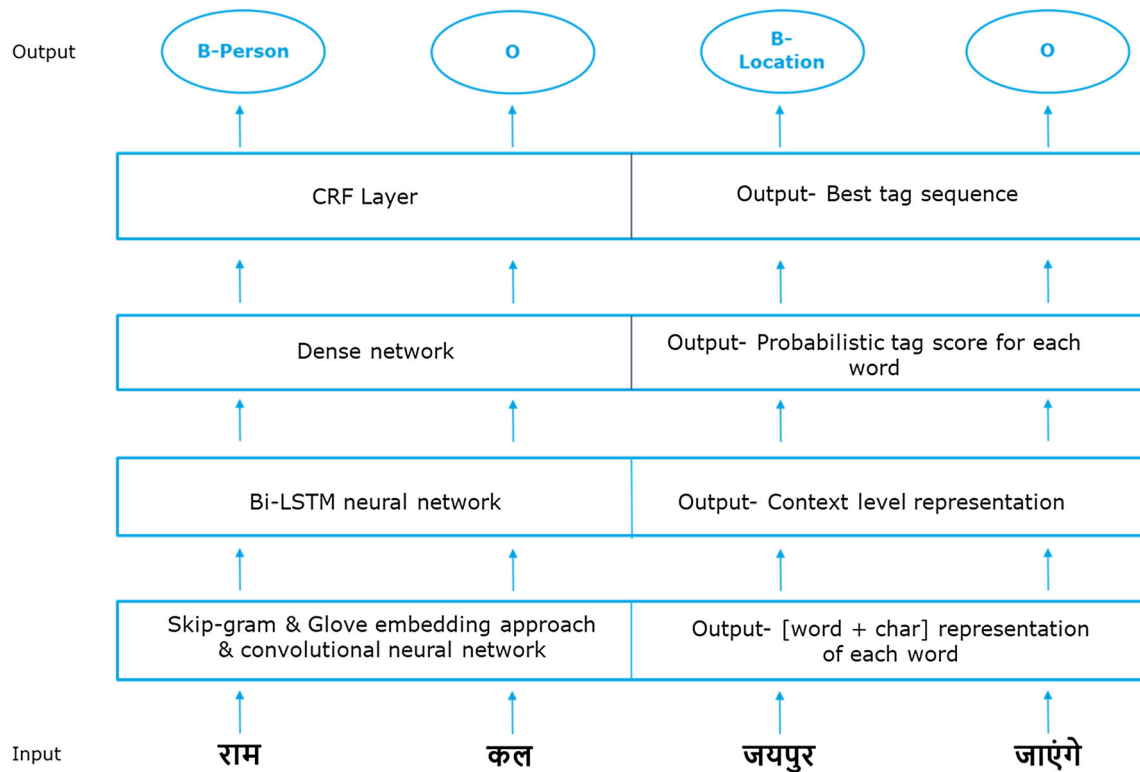 Output
B-Person
O
B-
Location
O
CRF Layer
Output- Best tag sequence
Dense network
Output- Probabilistic tag score for each
word
Bi-LSTM neural network
Output- Context level representation
Skip-gram & Glove embedding approach
& convolutional neural network
Output- [word + char] representation
of each word
Input
राम
कल
जयपुर
जाएंगे